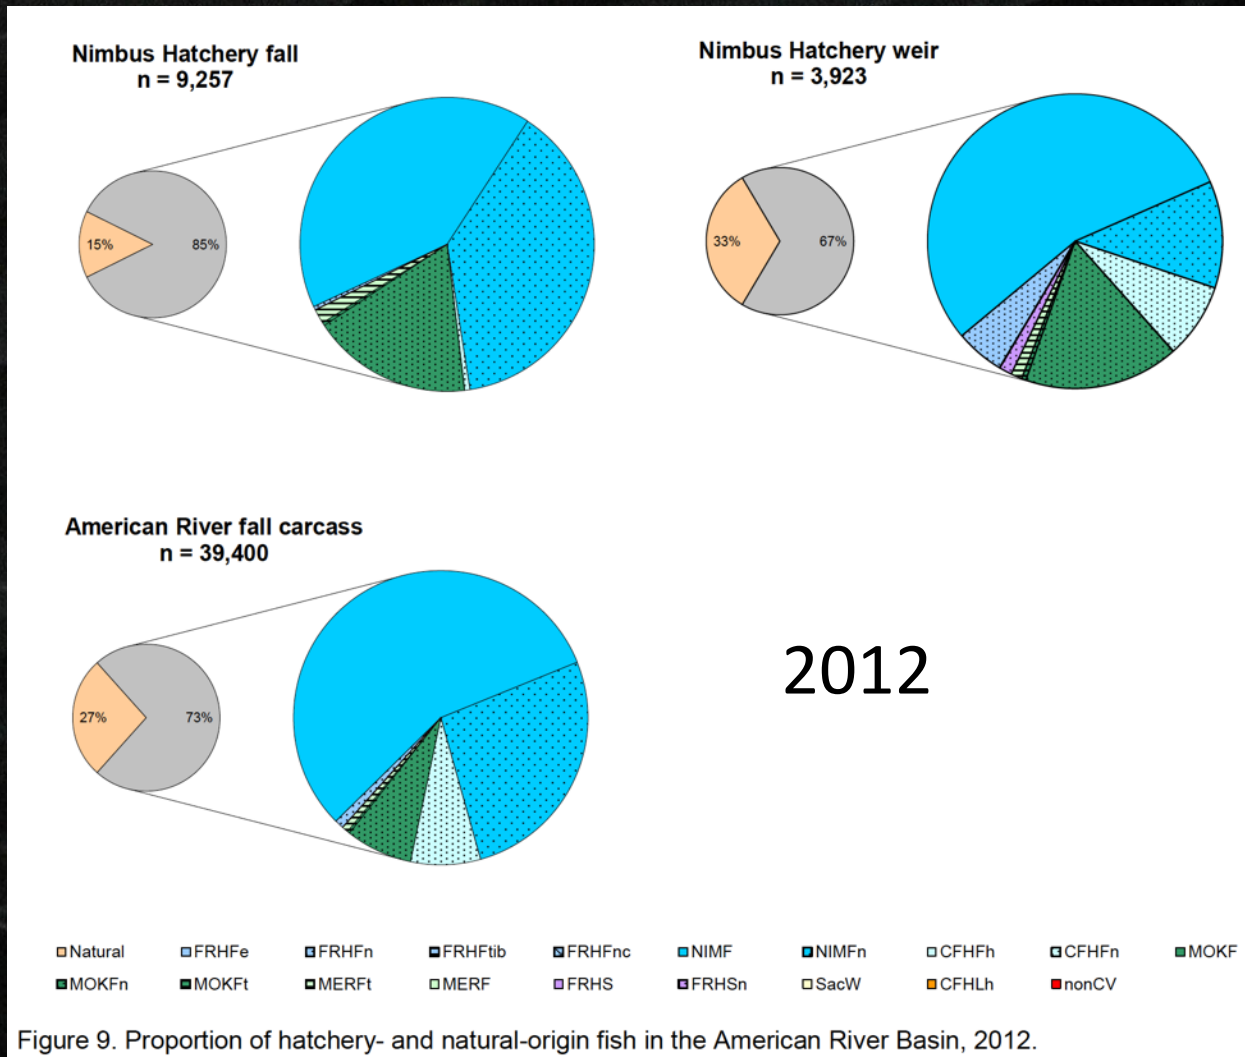 Nimbus Hatchery fall
n = 9,257
15%
85%
Nimbus Hatchery weir
n = 3,923
33%
67%
American River fall carcass
n = 39,400
27%
73%
2012
Natural FRHFe FRHFn FRHFtib FRHFnc NIMF NIMFn CFHFh CFHFn MOKF
MOKFn MOKFt MERFt MERF FRHS FRHSn SacW CFHLh nonCV
Figure 9. Proportion of hatchery- and natural-origin fish in the American River Basin, 2012.